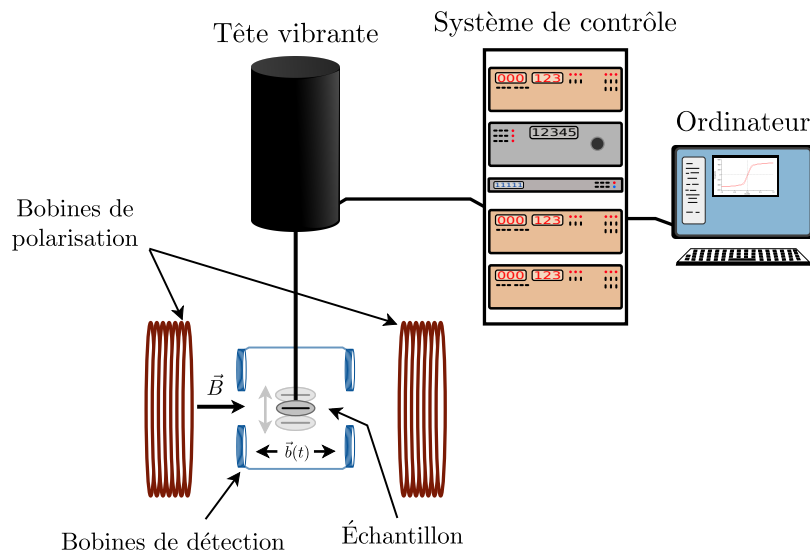 Tête vibrante
Système de contrôle
000 123
12345
11111
000 123
000 123
Ordinateur
Bobines de
polarisation
B⃗
b⃗(t)
Bobines de détection
Échantillon